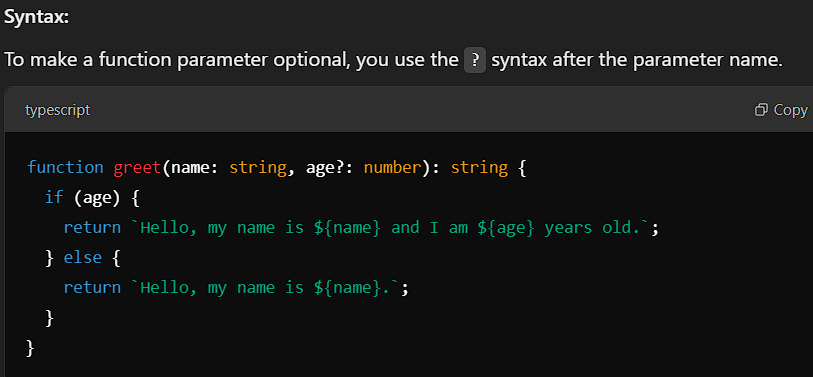 Syntax:
To make a function parameter optional, you use the ? syntax after the parameter name.
typescript
Copy
function greet(name: string, age?: number): string {
  if (age) {
    return `Hello, my name is ${name} and I am ${age} years old.`;
  } else {
    return `Hello, my name is ${name}.`;
  }
}